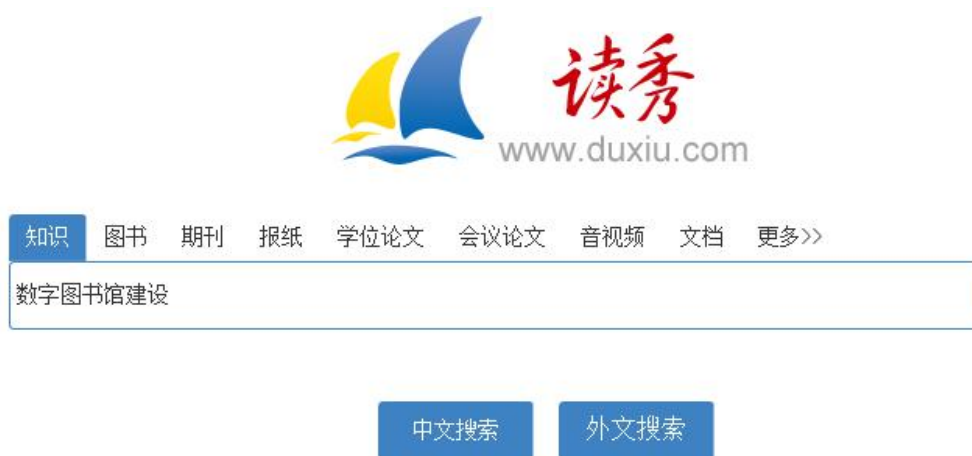 读秀
www.duxiu.com
知识 图书 期刊 报纸 学位论文 会议论文 音视频 文档 更多>>
数字图书馆建设
中文搜索 外文搜索